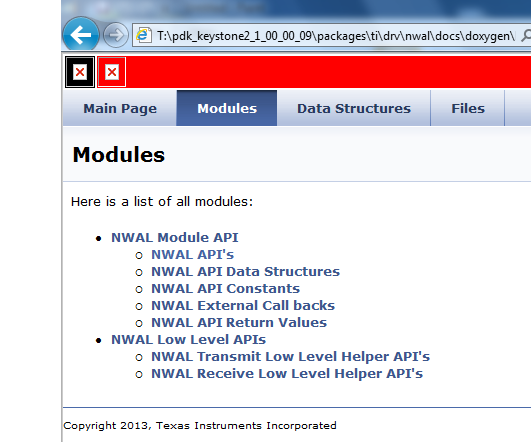 T:\pdk_keystone2_1_00_00_09\packages\ti\drv\nwal\docs\doxygen\
Main Page Modules Data Structures Files
Modules
Here is a list of all modules:
NWAL Module API
NWAL API's
NWAL API Data Structures
NWAL API Constants
NWAL External Call backs
NWAL API Return Values
NWAL Low Level APIs
NWAL Transmit Low Level Helper API's
NWAL Receive Low Level Helper API's
Copyright 2013, Texas Instruments Incorporated